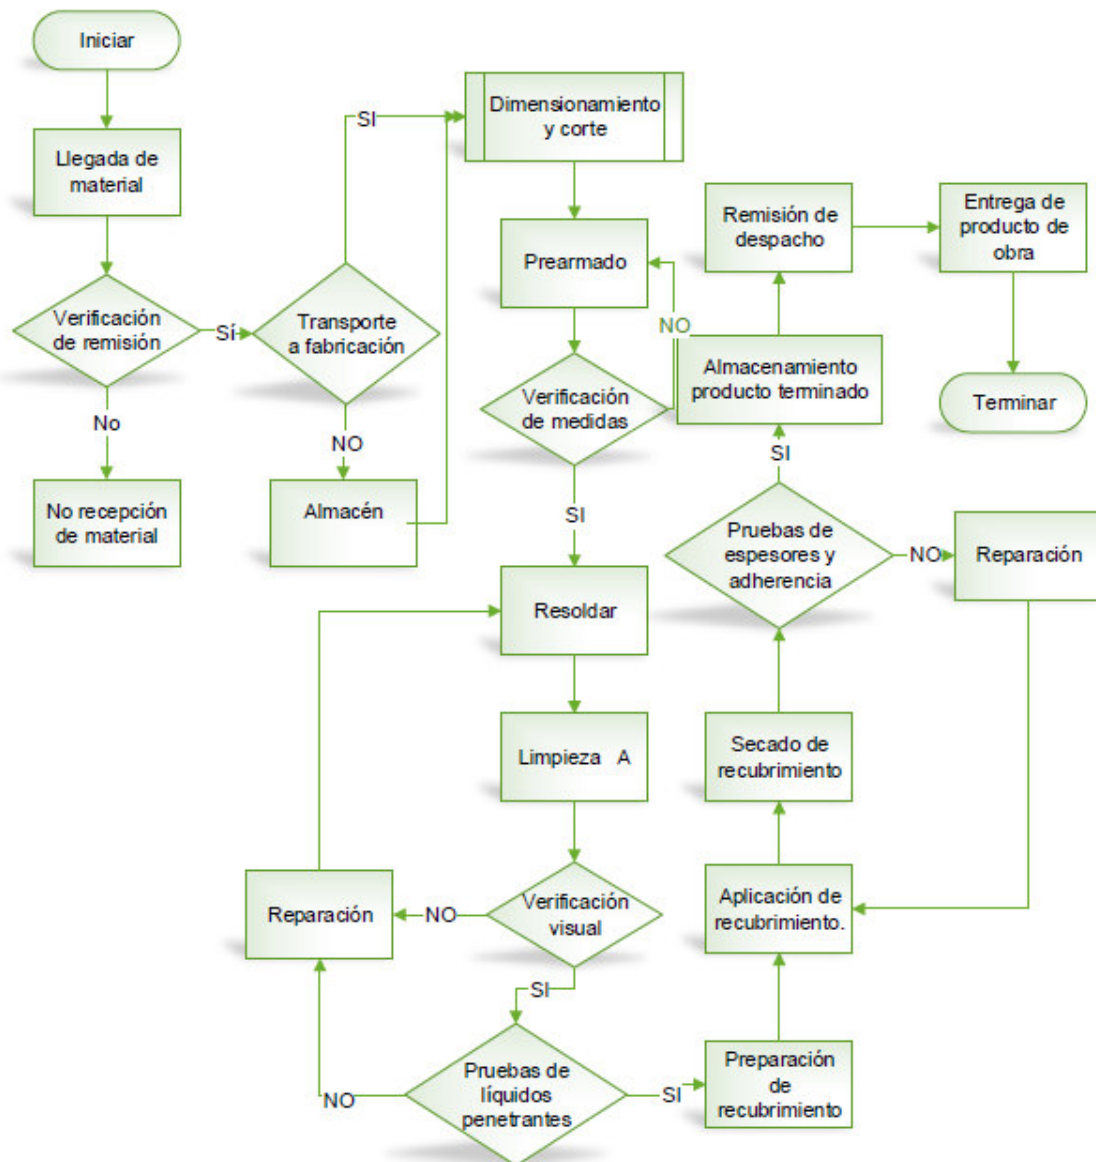 Iniciar
Llegada de
material
Verificación
de remisión
Sí
No
No recepción
de material
Transporte
a fabricación
SI
NO
Almacén
Dimensionamiento
y corte
Prearmado
Verificación
de medidas
NO
SI
Resoldar
Limpieza A
Verificación
visual
NO
Reparación
SI
Pruebas de
líquidos
penetrantes
NO
SI
Preparación
de
recubrimiento
Aplicación de
recubrimiento.
Secado de
recubrimiento
Pruebas de
espesores y
adherencia
NO
Reparación
SI
Almacenamiento
producto terminado
Remisión de
despacho
Entrega de
producto de
obra
Terminar